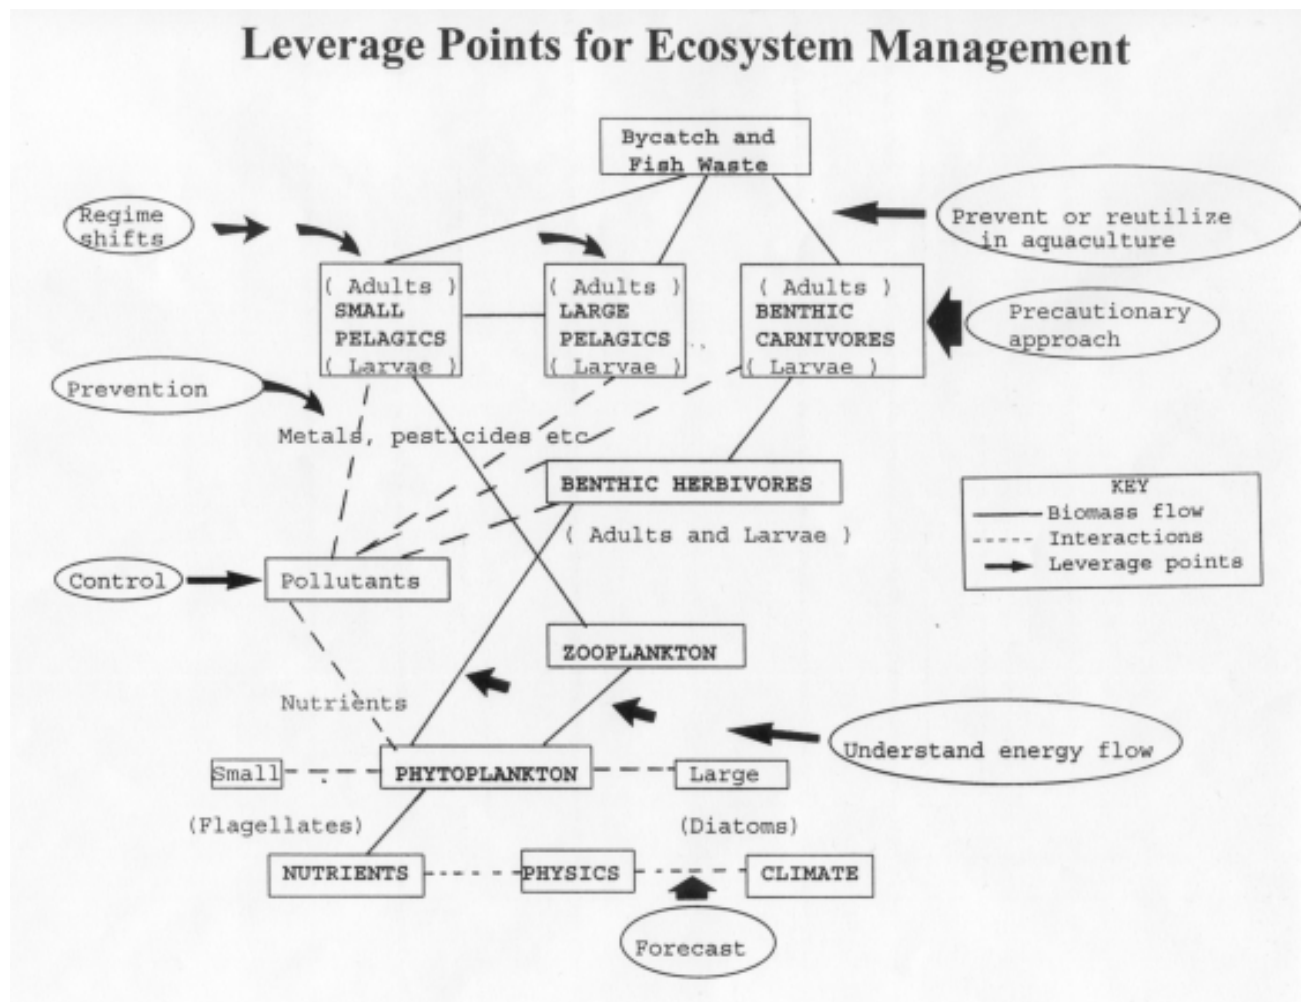 Leverage Points for Ecosystem Management
Bycatch and
Fish Waste
Regime
shifts
Prevent or reutilize
in aquaculture
( Adults )
SMALL
PELAGICS
( Larvae )
( Adults )
LARGE
PELAGICS
( Larvae )
( Adults )
BENTHIC
CARNIVORES
( Larvae )
Precautionary
approach
Prevention
Metals, pesticides etc
BENTHIC HERBIVORES
( Adults and Larvae )
KEY
Biomass flow
Interactions
Leverage points
Control
Pollutants
ZOOPLANKTON
Nutrients
Understand energy flow
Small
PHYTOPLANKTON
Large
(Flagellates)
(Diatoms)
NUTRIENTS
PHYSICS
CLIMATE
Forecast